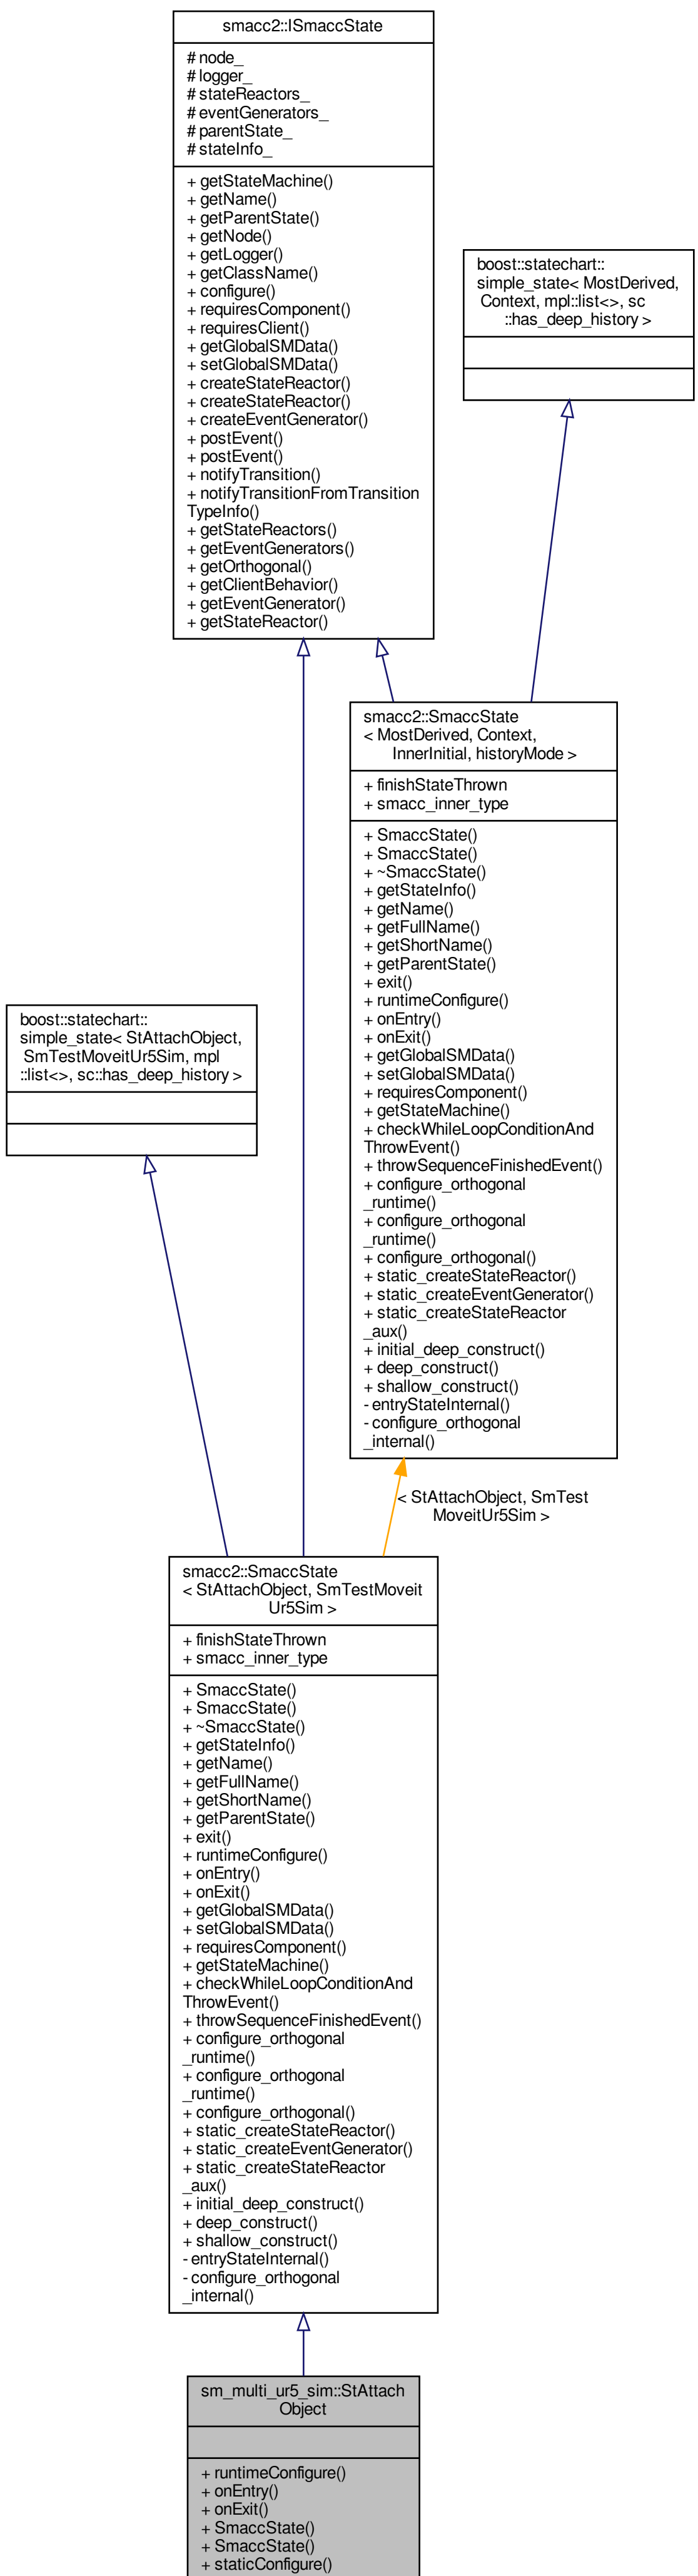 smacc2::ISmaccState
# node_
# logger_
# stateReactors_
# eventGenerators_
# parentState_
# stateInfo_
+ getStateMachine()
+ getName()
+ getParentState()
+ getNode()
+ getLogger()
+ getClassName()
+ configure()
+ requiresComponent()
+ requiresClient()
+ getGlobalSMData()
+ setGlobalSMData()
+ createStateReactor()
+ createStateReactor()
+ createEventGenerator()
+ postEvent()
+ postEvent()
+ notifyTransition()
+ notifyTransitionFromTransition
TypeInfo()
+ getStateReactors()
+ getEventGenerators()
+ getOrthogonal()
+ getClientBehavior()
+ getEventGenerator()
+ getStateReactor()
boost::statechart::
simple_state< MostDerived,
Context, mpl::list<>, sc
::has_deep_history >
smacc2::SmaccState
< MostDerived, Context,
InnerInitial, historyMode >
+ finishStateThrown
+ smacc_inner_type
+ SmaccState()
+ SmaccState()
+ ~SmaccState()
+ getStateInfo()
+ getName()
+ getFullName()
+ getShortName()
+ getParentState()
+ exit()
+ runtimeConfigure()
+ onEntry()
+ onExit()
+ getGlobalSMData()
+ setGlobalSMData()
+ requiresComponent()
+ getStateMachine()
+ checkWhileLoopConditionAnd
ThrowEvent()
+ throwSequenceFinishedEvent()
+ configure_orthogonal
_runtime()
+ configure_orthogonal
_runtime()
+ configure_orthogonal()
+ static_createStateReactor()
+ static_createEventGenerator()
+ static_createStateReactor
_aux()
+ initial_deep_construct()
+ deep_construct()
+ shallow_construct()
- entryStateInternal()
- configure_orthogonal
_internal()
boost::statechart::
simple_state< StAttachObject,
SmTestMoveitUr5Sim, mpl
::list<>, sc::has_deep_history >
< StAttachObject, SmTest
MoveitUr5Sim >
smacc2::SmaccState
< StAttachObject, SmTestMoveit
Ur5Sim >
+ finishStateThrown
+ smacc_inner_type
+ SmaccState()
+ SmaccState()
+ ~SmaccState()
+ getStateInfo()
+ getName()
+ getFullName()
+ getShortName()
+ getParentState()
+ exit()
+ runtimeConfigure()
+ onEntry()
+ onExit()
+ getGlobalSMData()
+ setGlobalSMData()
+ requiresComponent()
+ getStateMachine()
+ checkWhileLoopConditionAnd
ThrowEvent()
+ throwSequenceFinishedEvent()
+ configure_orthogonal
_runtime()
+ configure_orthogonal
_runtime()
+ configure_orthogonal()
+ static_createStateReactor()
+ static_createEventGenerator()
+ static_createStateReactor
_aux()
+ initial_deep_construct()
+ deep_construct()
+ shallow_construct()
- entryStateInternal()
- configure_orthogonal
_internal()
sm_multi_ur5_sim::StAttach
Object
+ runtimeConfigure()
+ onEntry()
+ onExit()
+ SmaccState()
+ SmaccState()
+ staticConfigure()